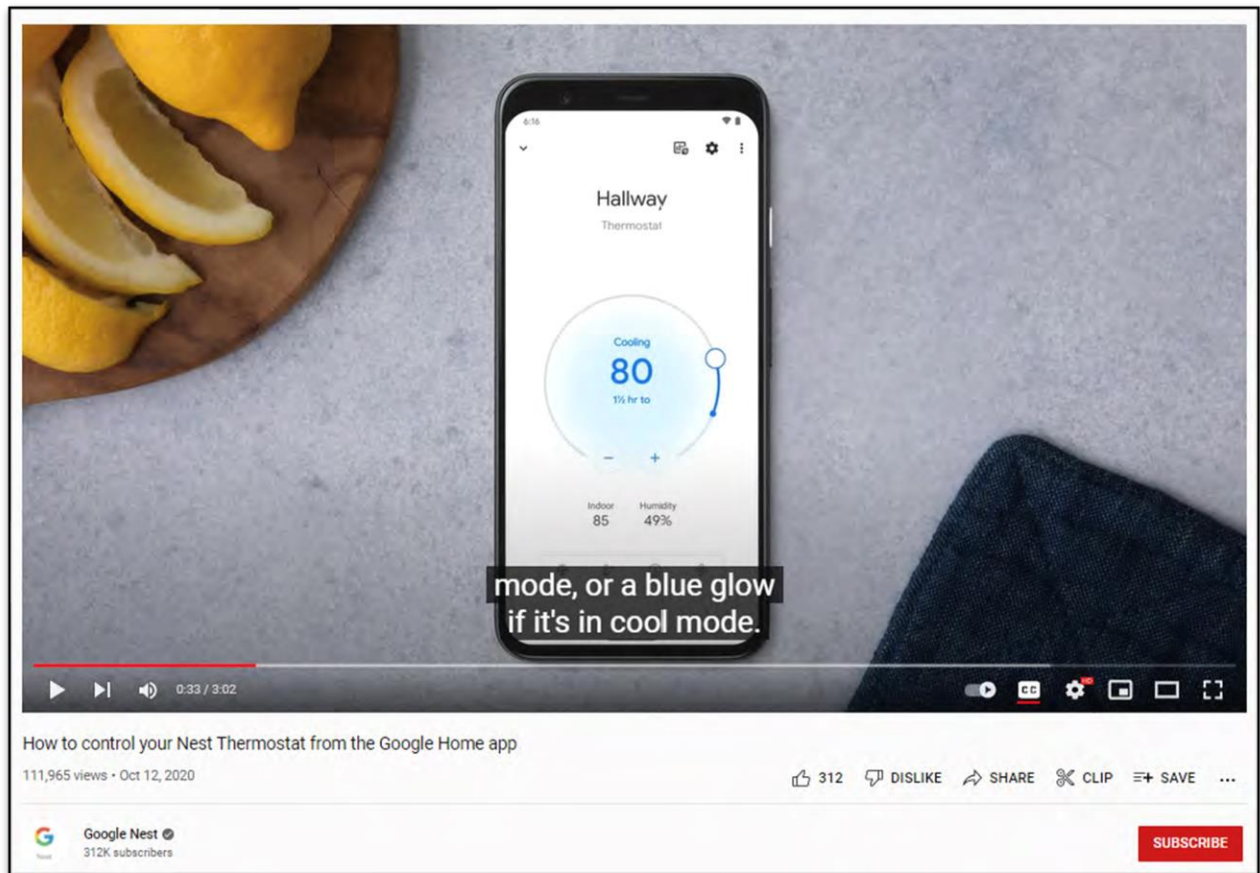 6:16
Hallway
Thermostat
Cooling
80
1½ hr to
− +
Indoor Humidity
85 49%
mode, or a blue glow
if it's in cool mode.
0:33 / 3:02
CC HD
How to control your Nest Thermostat from the Google Home app
111,965 views • Oct 12, 2020
312 DISLIKE SHARE CLIP SAVE ...
Google Nest
312K subscribers
SUBSCRIBE